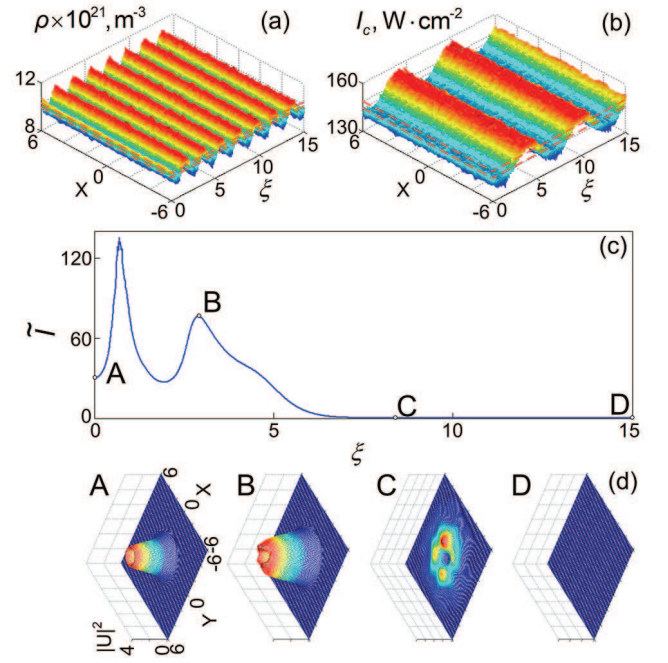 ρ×10²¹, m⁻³ (a)
12
8
6
X
0
-6
0
5
10
15
ξ
I_c, W·cm⁻² (b)
160
130
6
X
0
-6
0
5
10
15
ξ
(c)
120
60
0
Ĩ
A
B
C
D
0
5
10
15
ξ
A
B
C
D
(d)
6
0
X
-6
-6
0
Y
6
|U|²
4
0